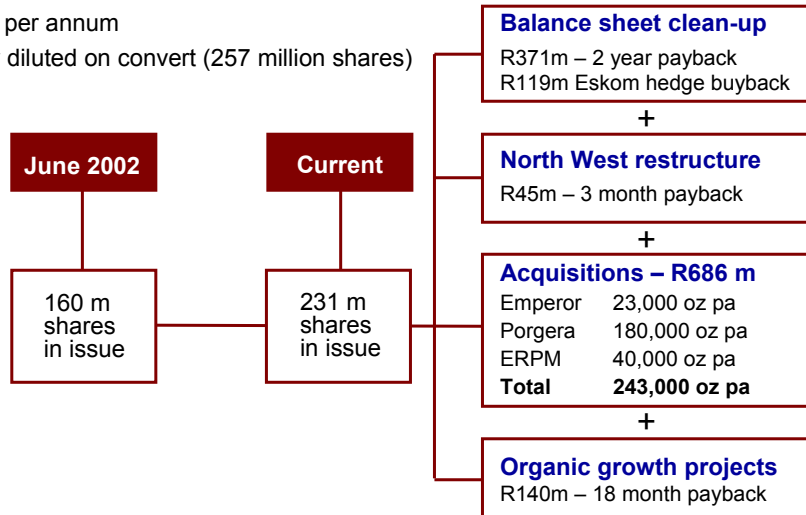 per annum
diluted on convert (257 million shares)
June 2002
160 m
shares
in issue
Current
231 m
shares
in issue
Balance sheet clean-up
R371m – 2 year payback
R119m Eskom hedge buyback
+
North West restructure
R45m – 3 month payback
+
Acquisitions – R686 m
Emperor 23,000 oz pa
Porgera 180,000 oz pa
ERPM 40,000 oz pa
Total 243,000 oz pa
+
Organic growth projects
R140m – 18 month payback